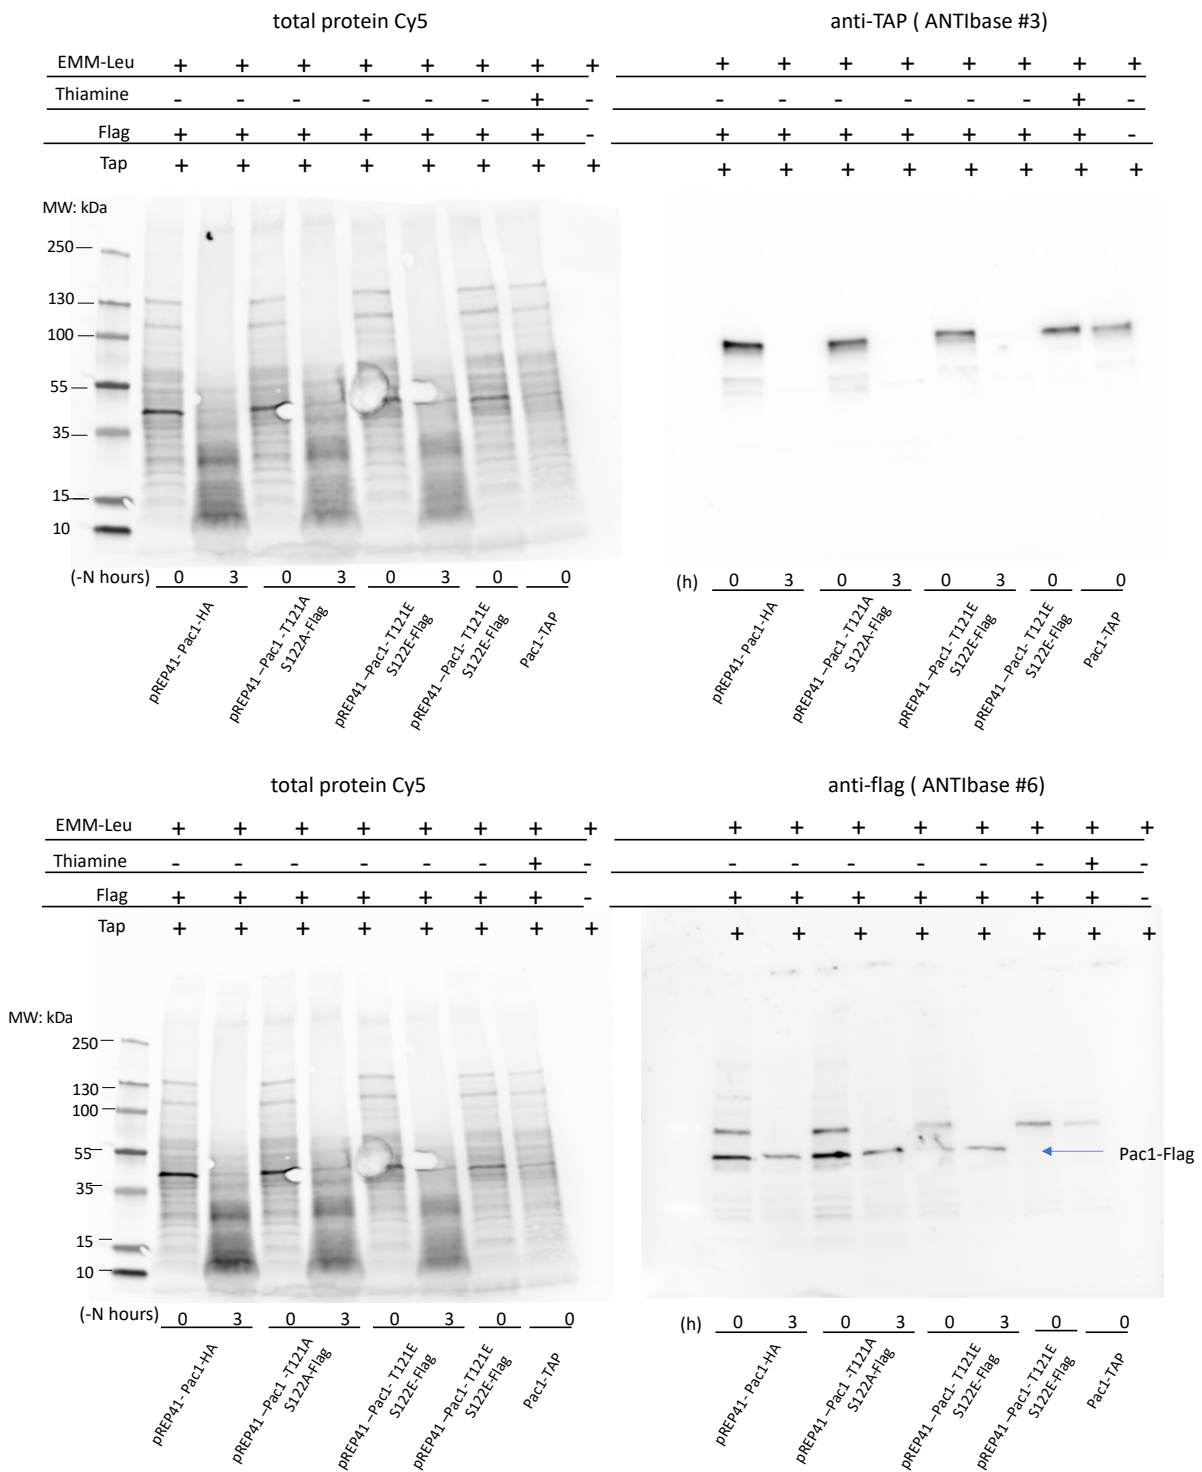 total protein Cy5
anti-TAP ( ANTIbase #3)
EMM-Leu + + + + + + + + + + + + + + + +
Thiamine - - - - - - + - - - - - - - + -
Flag + + + + + + + - + + + + + + + -
Tap + + + + + + + + + + + + + + + +
MW: kDa
250
130
100
55
35
15
10
(-N hours) 0 3 0 3 0 3 0 0
(h) 0 3 0 3 0 3 0 0
pREP41- Pac1-HA
pREP41 –Pac1 -T121A
S122A-Flag
pREP41 –Pac1- T121E
S122E-Flag
pREP41 –Pac1- T121E
S122E-Flag
Pac1-TAP
pREP41- Pac1-HA
pREP41 –Pac1 -T121A
S122A-Flag
pREP41 –Pac1- T121E
S122E-Flag
pREP41 –Pac1- T121E
S122E-Flag
Pac1-TAP
total protein Cy5
anti-flag ( ANTIbase #6)
EMM-Leu + + + + + + + + + + + + + + + +
Thiamine - - - - - - + - - - - - - - + -
Flag + + + + + + + - + + + + + + + -
Tap + + + + + + + + + + + + + + + +
MW: kDa
250
130
100
55
35
15
10
Pac1-Flag
(-N hours) 0 3 0 3 0 3 0 0
(h) 0 3 0 3 0 3 0 0
pREP41- Pac1-HA
pREP41 –Pac1 -T121A
S122A-Flag
pREP41 –Pac1- T121E
S122E-Flag
pREP41 –Pac1- T121E
S122E-Flag
Pac1-TAP
pREP41- Pac1-HA
pREP41 –Pac1 -T121A
S122A-Flag
pREP41 –Pac1- T121E
S122E-Flag
pREP41 –Pac1- T121E
S122E-Flag
Pac1-TAP